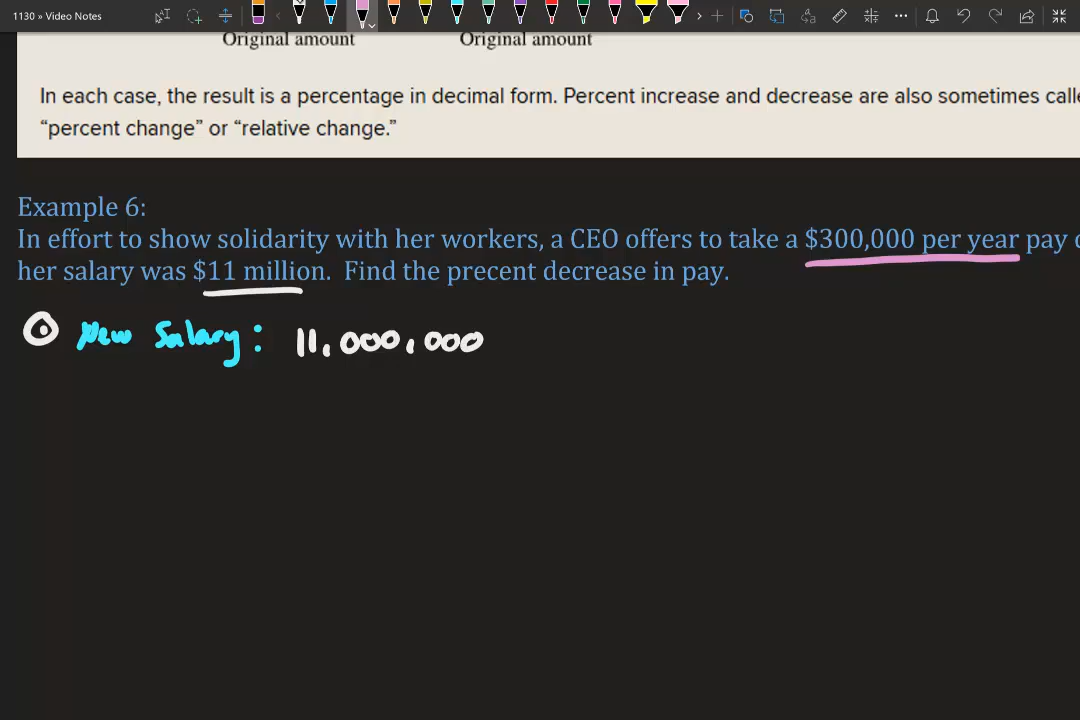 1130 » Video Notes
Original amount Original amount
In each case, the result is a percentage in decimal form. Percent increase and decrease are also sometimes calle
“percent change” or “relative change.”
Example 6:
In effort to show solidarity with her workers, a CEO offers to take a $300,000 per year pay
her salary was $11 million. Find the precent decrease in pay.
New Salary: 11,000,000